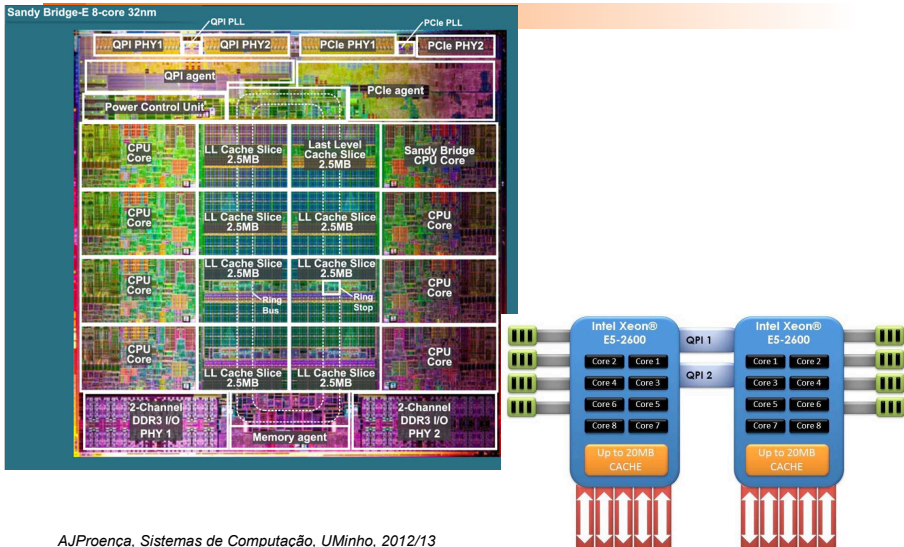 Sandy Bridge-E 8-core 32nm
QPI PLL
PCIe PLL
QPI PHY1
QPI PHY2
PCIe PHY1
PCIe PHY2
QPI agent
PCIe agent
Power Control Unit
CPU
Core
LL Cache Slice
2.5MB
Last Level
Cache Slice
2.5MB
Sandy Bridge
CPU Core
CPU
Core
LL Cache Slice
2.5MB
LL Cache Slice
2.5MB
CPU
Core
CPU
Core
LL Cache Slice
2.5MB
LL Cache Slice
2.5MB
CPU
Core
Ring
Bus
Ring
Stop
CPU
Core
LL Cache Slice
2.5MB
LL Cache Slice
2.5MB
CPU
Core
2-Channel
DDR3 I/O
PHY 1
Memory agent
2-Channel
DDR3 I/O
PHY 2
Intel Xeon®
E5-2600
Core 2 Core 1
Core 4 Core 3
Core 6 Core 5
Core 8 Core 7
Up to 20MB
CACHE
QPI 1
QPI 2
Intel Xeon®
E5-2600
Core 1 Core 2
Core 3 Core 4
Core 5 Core 6
Core 7 Core 8
Up to 20MB
CACHE
AJProença, Sistemas de Computação, UMinho, 2012/13